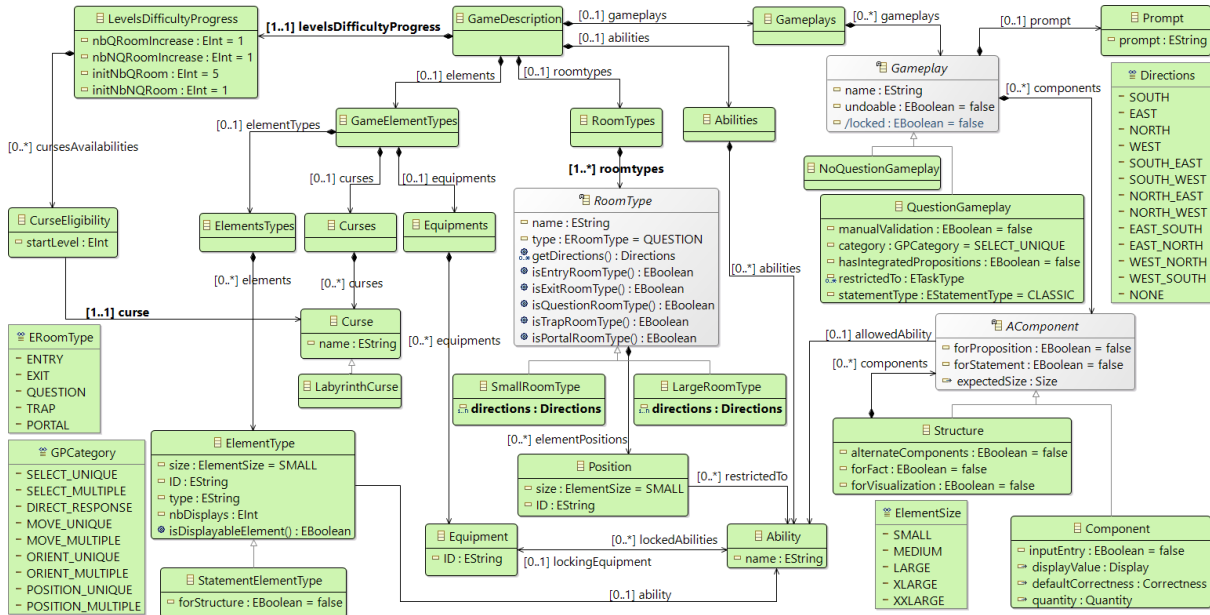 LevelsDifficultyProgress
nbQRoomIncrease : EInt = 1
nbNQRoomIncrease : EInt = 1
initNbQRoom : EInt = 5
initNbNQRoom : EInt = 1
[1..1] levelsDifficultyProgress
GameDescription
[0..1] gameplays
Gameplays
[0..*] gameplays
[0..1] prompt
Prompt
prompt : EString
[0..1] abilities
[0..1] elements
[0..1] roomtypes
Gameplay
name : EString
undoable : EBoolean = false
/locked : EBoolean = false
[0..*] components
Directions
SOUTH
EAST
NORTH
WEST
SOUTH_EAST
SOUTH_WEST
NORTH_EAST
NORTH_WEST
EAST_SOUTH
EAST_NORTH
WEST_NORTH
WEST_SOUTH
NONE
[0..1] elementTypes
GameElementTypes
RoomTypes
Abilities
[0..*] cursesAvailabilities
[0..1] curses
[0..1] equipments
[1..*] roomtypes
NoQuestionGameplay
CurseEligibility
startLevel : EInt
ElementsTypes
Curses
Equipments
RoomType
name : EString
type : ERoomType = QUESTION
getDirections() : Directions
isEntryRoomType() : EBoolean
isExitRoomType() : EBoolean
isQuestionRoomType() : EBoolean
isTrapRoomType() : EBoolean
isPortalRoomType() : EBoolean
QuestionGameplay
manualValidation : EBoolean = false
category : GPCategory = SELECT_UNIQUE
hasIntegratedPropositions : EBoolean = false
restrictedTo : ETaskType
statementType : EStatementType = CLASSIC
[0..*] elements
[0..*] curses
[0..*] abilities
[1..1] curse
Curse
name : EString
[0..*] equipments
[0..1] allowedAbility
AComponent
forProposition : EBoolean = false
forStatement : EBoolean = false
expectedSize : Size
[0..*] components
ERoomType
ENTRY
EXIT
QUESTION
TRAP
PORTAL
LabyrinthCurse
SmallRoomType
directions : Directions
LargeRoomType
directions : Directions
Structure
alternateComponents : EBoolean = false
forFact : EBoolean = false
forVisualization : EBoolean = false
GPCategory
SELECT_UNIQUE
SELECT_MULTIPLE
DIRECT_RESPONSE
MOVE_UNIQUE
MOVE_MULTIPLE
ORIENT_UNIQUE
ORIENT_MULTIPLE
POSITION_UNIQUE
POSITION_MULTIPLE
ElementType
size : ElementSize = SMALL
ID : EString
type : EString
nbDisplays : EInt
isDisplayableElement() : EBoolean
[0..*] elementPositions
Position
size : ElementSize = SMALL
ID : EString
[0..*] restrictedTo
ElementSize
SMALL
MEDIUM
LARGE
XLARGE
XXLARGE
Component
inputEntry : EBoolean = false
displayValue : Display
defaultCorrectness : Correctness
quantity : Quantity
Equipment
ID : EString
[0..*] lockedAbilities
[0..1] lockingEquipment
Ability
name : EString
StatementElementType
forStructure : EBoolean = false
[0..1] ability